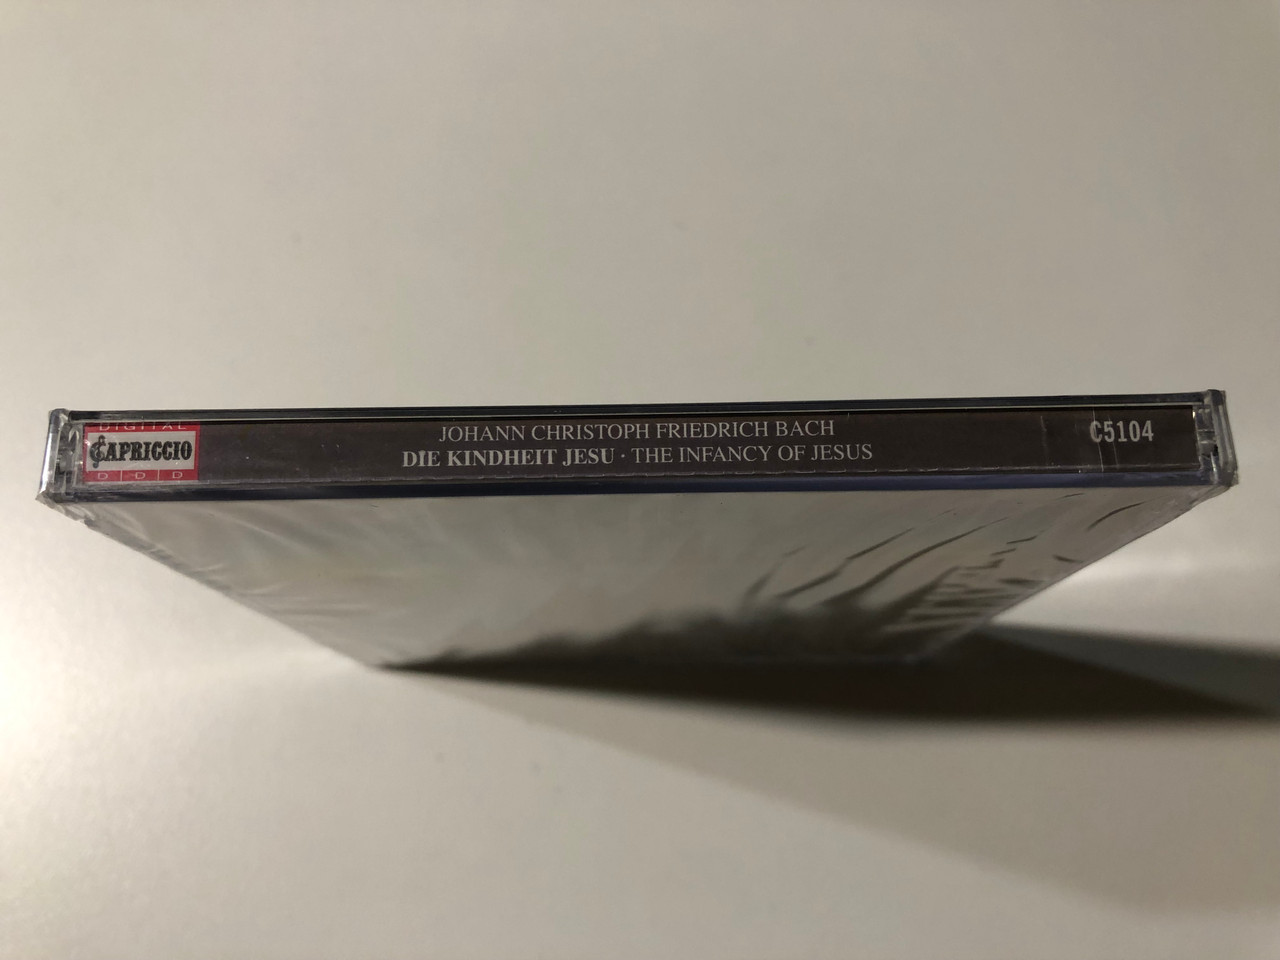 DIGITAL
CAPRICCIO
D D D
JOHANN CHRISTOPH FRIEDRICH BACH
DIE KINDHEIT JESU · THE INFANCY OF JESUS
C5104